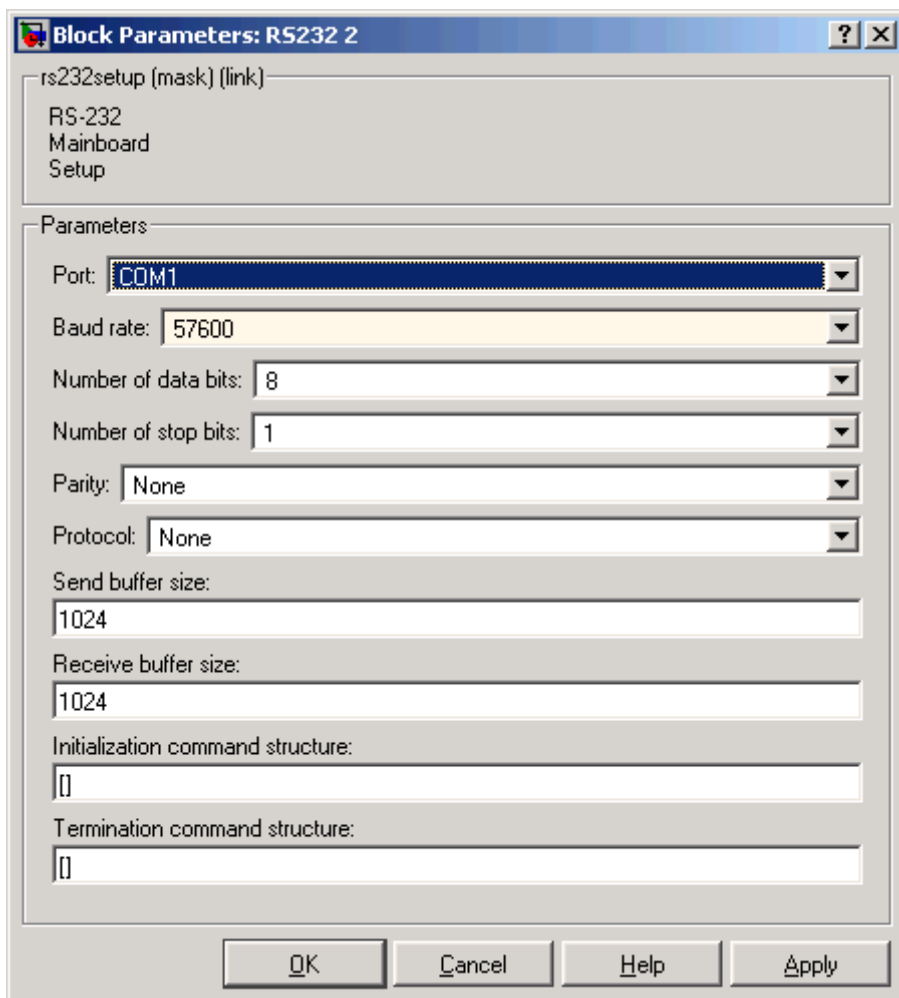 Block Parameters: RS232 2
rs232setup (mask) (link)
RS-232
Mainboard
Setup
Parameters
Port: COM1
Baud rate: 57600
Number of data bits: 8
Number of stop bits: 1
Parity: None
Protocol: None
Send buffer size:
1024
Receive buffer size:
1024
Initialization command structure:
[]
Termination command structure:
[]
OK Cancel Help Apply